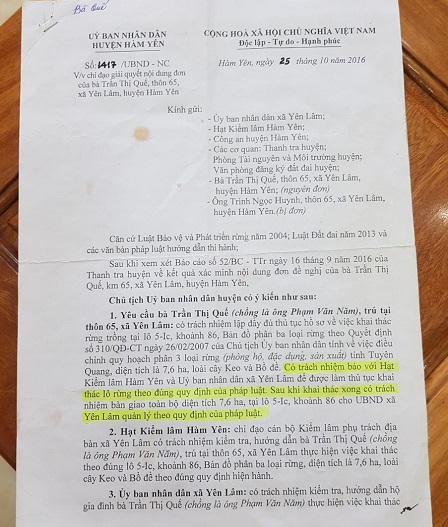 Bà Quế
ỦY BAN NHÂN DÂN
HUYỆN HÀM YÊN
CỘNG HOÀ XÃ HỘI CHỦ NGHĨA VIỆT NAM
Độc lập - Tự do - Hạnh phúc
Số: 1417 /UBND - NC
V/v chỉ đạo giải quyết nội dung đơn
của bà Trần Thị Quế, thôn 65,
xã Yên Lâm, huyện Hàm Yên
Hàm Yên, ngày 25 tháng 10 năm 2016
Kính gửi:
- Ủy ban nhân dân xã Yên Lâm;
- Hạt Kiểm lâm Hàm Yên;
- Công an huyện Hàm Yên;
- Các cơ quan: Thanh tra huyện;
Phòng Tài nguyên và Môi trường huyện;
Văn phòng đăng ký đất đai huyện;
- Bà Trần Thị Quế, thôn 65, xã Yên Lâm,
huyện Hàm Yên; (nguyên đơn)
- Ông Trịnh Ngọc Huynh, thôn 65, xã Yên Lâm,
huyện Hàm Yên.(bị đơn)
Căn cứ Luật Bảo vệ và Phát triển rừng năm 2004; Luật Đất đai năm 2013 và
các văn bản pháp luật hướng dẫn thi hành;
Sau khi xem xét Báo cáo số 52/BC - TTr ngày 16 tháng 9 năm 2016 của
Thanh tra huyện về kết quả xác minh nội dung đơn đề nghị của bà Trần Thị
Quế, km 65, xã Yên Lâm, huyện Hàm Yên,
Chủ tịch Uỷ ban nhân dân huyện có ý kiến như sau:
1. Yêu cầu bà Trần Thị Quế (chồng là ông Phạm Văn Năm), trú tại
thôn 65, xã Yên Lâm: có trách nhiệm lập đầy đủ thủ tục hồ sơ về việc khai thác
rừng trồng tại lô 5-Ic, khoảnh 86, Bản đồ phân ba loại rừng theo Quyết định
số 310/QĐ-CT ngày 26/02/2007 của Chủ tịch Uỷ ban nhân dân tỉnh về việc điều
chỉnh quy hoạch phân 3 loại rừng (phòng hộ, đặc dụng, sản xuất) tỉnh Tuyên
Quang, diện tích là 7,6 ha, loài cây Keo và Bồ đề. Có trách nhiệm báo với Hạt
Kiểm lâm Hàm Yên và Uỷ ban nhân dân xã Yên Lâm để được làm thủ tục khai
thác lô rừng theo đúng quy định của pháp luật. Sau khi khai thác xong có trách
nhiệm bàn giao toàn bộ diện tích 7,6 ha, tại lô 5-Ic, khoảnh 86 cho UBND xã
Yên Lâm quản lý theo quy định của pháp luật.
2. Hạt Kiểm lâm Hàm Yên: chỉ đạo cán bộ Kiểm lâm phụ trách địa
bàn xã Yên Lâm có trách nhiệm kiểm tra, hướng dẫn bà Trần Thị Quế (chồng
là ông Phạm Văn Năm), trú tại thôn 65, xã Yên Lâm thực hiện việc khai thác
theo đúng lô 5-Ic, khoảnh 86, Bản đồ phân ba loại rừng, diện tích là 7,6 ha, loài
cây Keo và Bồ đề theo đúng quy định hiện hành.
3. Ủy ban nhân dân xã Yên Lâm: có trách nhiệm kiểm tra, hướng dẫn hộ
gia đình bà Trần Thị Quế (chồng là ông Phạm Văn Năm) thực hiện việc khai thác